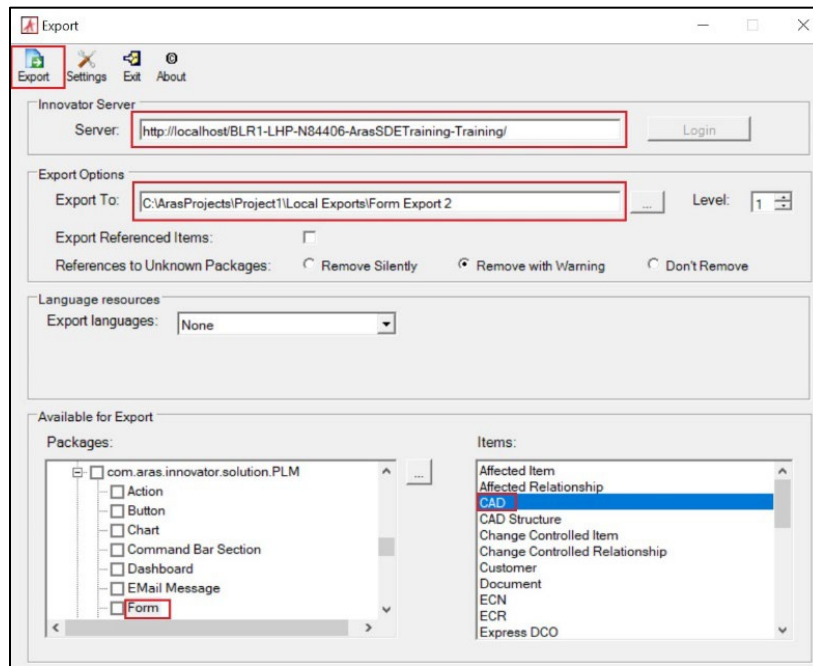 Export
Export Settings Exit About
Innovator Server
Server: http://localhost/BLR1-LHP-N84406-ArasSDETraining-Training/ Login
Export Options
Export To: C:\ArasProjects\Project1\Local Exports\Form Export 2 ... Level: 1
Export Referenced Items:
References to Unknown Packages: Remove Silently Remove with Warning Don't Remove
Language resources
Export languages: None
Available for Export
Packages:
com.aras.innovator.solution.PLM ...
Action
Button
Chart
Command Bar Section
Dashboard
EMail Message
Form
Items:
Affected Item
Affected Relationship
CAD
CAD Structure
Change Controlled Item
Change Controlled Relationship
Customer
Document
ECN
ECR
Express DCO